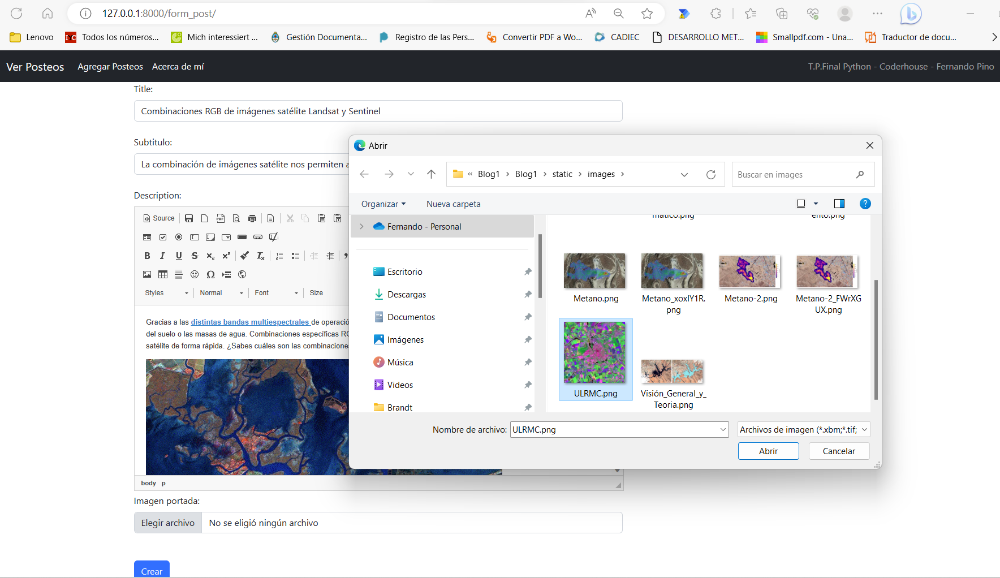 127.0.0.1:8000/form_post/
Lenovo
Todos los números...
Mich interessiert ...
Gestión Documenta...
Registro de las Pers...
Convertir PDF a Wo...
CADIEC
DESARROLLO MET...
Smallpdf.com - Una...
Traductor de docu...
Ver Posteos
Agregar Posteos
Acerca de mí
T.P.Final Python - Coderhouse - Fernando Pino
Title:
Combinaciones RGB de imágenes satélite Landsat y Sentinel
Subtitulo:
La combinación de imágenes satélite nos permiten a
Description:
Source
Styles
Normal
Font
Size
Gracias a las distintas bandas multiespectrales de operació
del suelo o las masas de agua. Combinaciones específicas RG
satélite de forma rápida. ¿Sabes cuáles son las combinacione
body p
Imagen portada:
Elegir archivo
No se eligió ningún archivo
Crear
Abrir
« Blog1 > Blog1 > static > images >
Buscar en images
Organizar
Nueva carpeta
Fernando - Personal
Escritorio
Descargas
Documentos
Imágenes
Música
Videos
Brandt
mático.png
ento.png
Metano.png
Metano_xoxIY1R.
png
Metano-2.png
Metano-2_FWrXG
UX.png
ULRMC.png
Visión_General_y_
Teoria.png
Nombre de archivo:
ULRMC.png
Archivos de imagen (*.xbm;*.tif;
Abrir
Cancelar